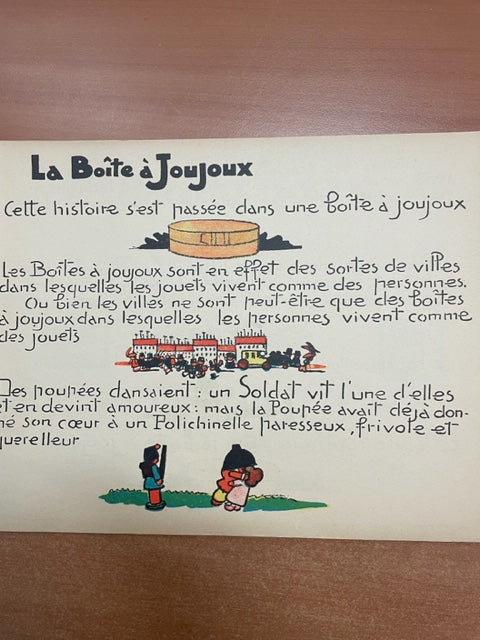 La Boîte à Joujoux
Cette histoire s'est passée dans une boîte à joujoux
Les Boîtes à joujoux sont en effet des sortes de villes
dans lesquelles les jouets vivent comme des personnes.
Ou bien les villes ne sont peut-être que des boîtes
à joujoux dans lesquelles les personnes vivent comme
des jouets
Des poupées dansaient : un Soldat vit l'une d'elles
et en devint amoureux : mais la Poupée avait déjà don-
né son cœur à un Polichinelle paresseux, frivote et
querelleur